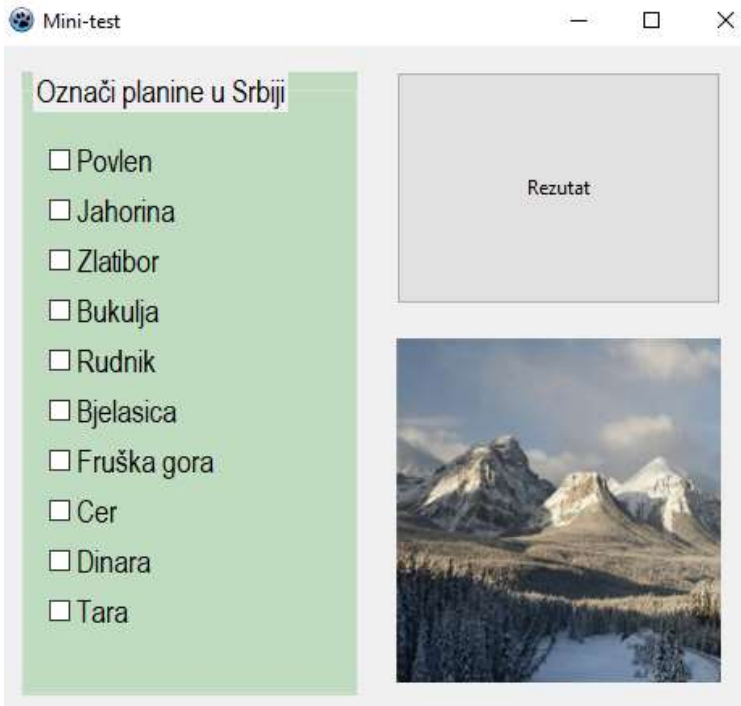 Mini-test
Označi planine u Srbiji
Povlen
Jahorina
Zlatibor
Bukulja
Rudnik
Bjelasica
Fruška gora
Cer
Dinara
Tara
Rezutat